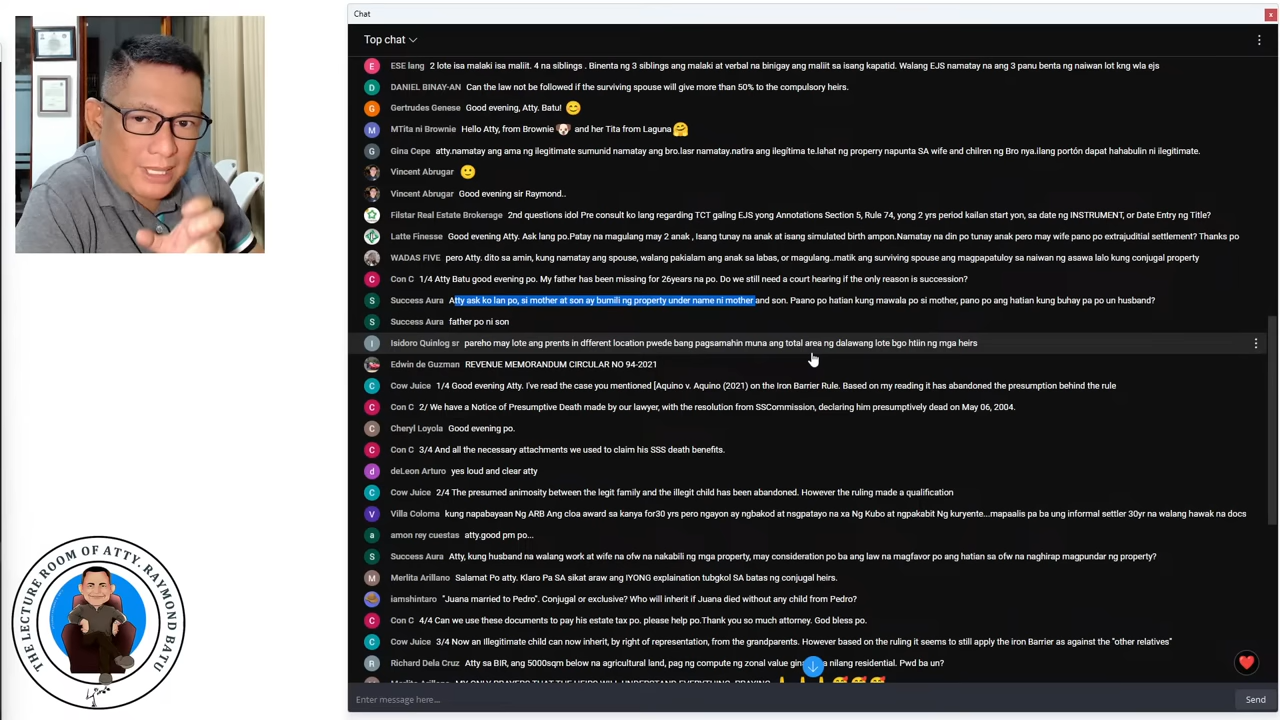 Chat
Top chat
ESE lang 2 lote isa malaki isa maliit. 4 na siblings . Binenta ng 3 siblings ang malaki at verbal na binigay ang maliit sa isang kapatid. Walang EJS namatay na ang 3 panu benta ng naiwan lot kng wla ejs
DANIEL BINAY-AN Can the law not be followed if the surviving spouse will give more than 50% to the compulsory heirs.
Gertrudes Genese Good evening, Atty. Batu! 😊
MTita ni Brownie Hello Atty, from Brownie 🐶 and her Tita from Laguna 🤗
Gina Cepe atty.namatay ang ama ng ilegitimate sumunid namatay ang bro.lasr namatay.natira ang ilegítima te.lahat ng properry napunta SA wife and chilren ng Bro nya.ilang portón dapat hahabulin ni ilegitimate.
Vincent Abrugar 🙂
Vincent Abrugar Good evening sir Raymond..
Filstar Real Estate Brokerage 2nd questions idol Pre consult ko lang regarding TCT galing EJS yong Annotations Section 5, Rule 74, yong 2 yrs period kailan start yon, sa date ng INSTRUMENT, or Date Entry ng Title?
Latte Finesse Good evening Atty. Ask lang po.Patay na magulang may 2 anak , Isang tunay na anak at isang simulated birth ampon.Namatay na din po tunay anak pero may wife pano po extrajuditial settlement? Thanks po
WADAS FIVE pero Atty. dito sa amin, kung namatay ang spouse, walang pakialam ang anak sa labas, or magulang..matik ang surviving spouse ang magpapatuloy sa naiwan ng asawa lalo kung conjugal property
Con C 1/4 Atty Batu good evening po. My father has been missing for 26years na po. Do we still need a court hearing if the only reason is succession?
Success Aura Atty ask ko lan po, si mother at son ay bumili ng property under name ni mother and son. Paano po hatian kung mawala po si mother, pano po ang hatian kung buhay pa po un husband?
Success Aura father po ni son
Isidoro Quinlog sr pareho may lote ang prents in dfferent location pwede bang pagsamahin muna ang total area ng dalawang lote bgo htiin ng mga heirs
Edwin de Guzman REVENUE MEMORANDUM CIRCULAR NO 94-2021
Cow Juice 1/4 Good evening Atty. I've read the case you mentioned [Aquino v. Aquino (2021) on the Iron Barrier Rule. Based on my reading it has abandoned the presumption behind the rule
Con C 2/ We have a Notice of Presumptive Death made by our lawyer, with the resolution from SSCommission, declaring him presumptively dead on May 06, 2004.
Cheryl Loyola Good evening po.
Con C 3/4 And all the necessary attachments we used to claim his SSS death benefits.
deLeon Arturo yes loud and clear atty
Cow Juice 2/4 The presumed animosity between the legit family and the illegit child has been abandoned. However the ruling made a qualification
Villa Coloma kung napabayaan Ng ARB Ang cloa award sa kanya for30 yrs pero ngayon ay ngbakod at nsgpatayo na xa Ng Kubo at ngpakabit Ng kuryente...mapaalis pa ba ung informal settler 30yr na walang hawak na docs
amon rey cuestas atty.good pm po...
Success Aura Atty, kung husband na walang work at wife na ofw na nakabili ng mga property, may consideration po ba ang law na magfavor po ang hatian sa ofw na naghirap magpundar ng property?
Merlita Arillano Salamat Po atty. Klaro Pa SA sikat araw ang IYONG explaination tubgkol SA batas ng conjugal heirs.
iamshintaro "Juana married to Pedro". Conjugal or exclusive? Who will inherit if Juana died without any child from Pedro?
Con C 4/4 Can we use these documents to pay his estate tax po. please help po.Thank you so much attorney. God bless po.
Cow Juice 3/4 Now an Illegitimate child can now inherit, by right of representation, from the grandparents. However based on the ruling it seems to still apply the iron Barrier as against the "other relatives"
Richard Dela Cruz Atty sa BIR, ang 5000sqm below na agricultural land, pag ng compute ng zonal value nilang residential. Pwd ba un?
Enter message here...
Send
THE LECTURE ROOM OF ATTY. RAYMOND BATU